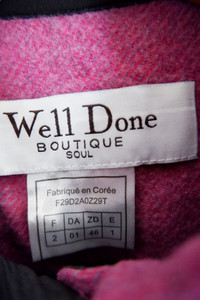 Well Done
BOUTIQUE
SOUL
Fabriqué en Corée
F29D2A0Z29T
F DA ZD E
2 01 46 1